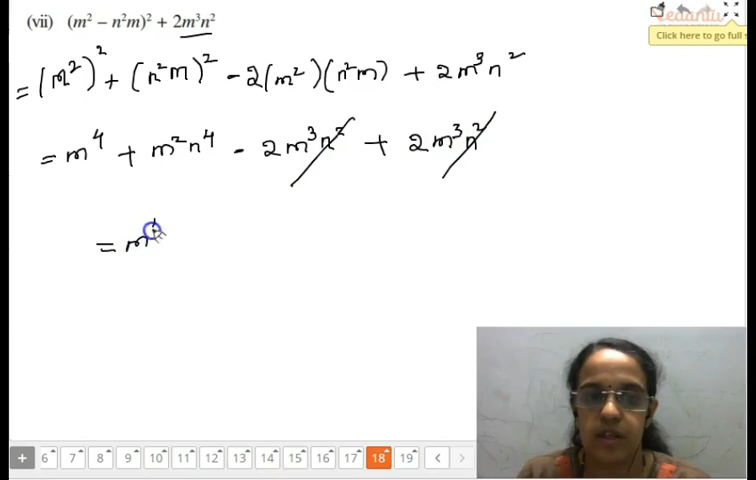 (vii) (m² − n²m)² + 2m³n²
Vedantu
Click here to go full s
= (m²)² + (n²m)² - 2(m²)(n²m) + 2m³n²
= m⁴ + m²n⁴ - 2m³n² + 2m³n²
= m
+ 6 7 8 9 10 11 12 13 14 15 16 17 18 19 < >